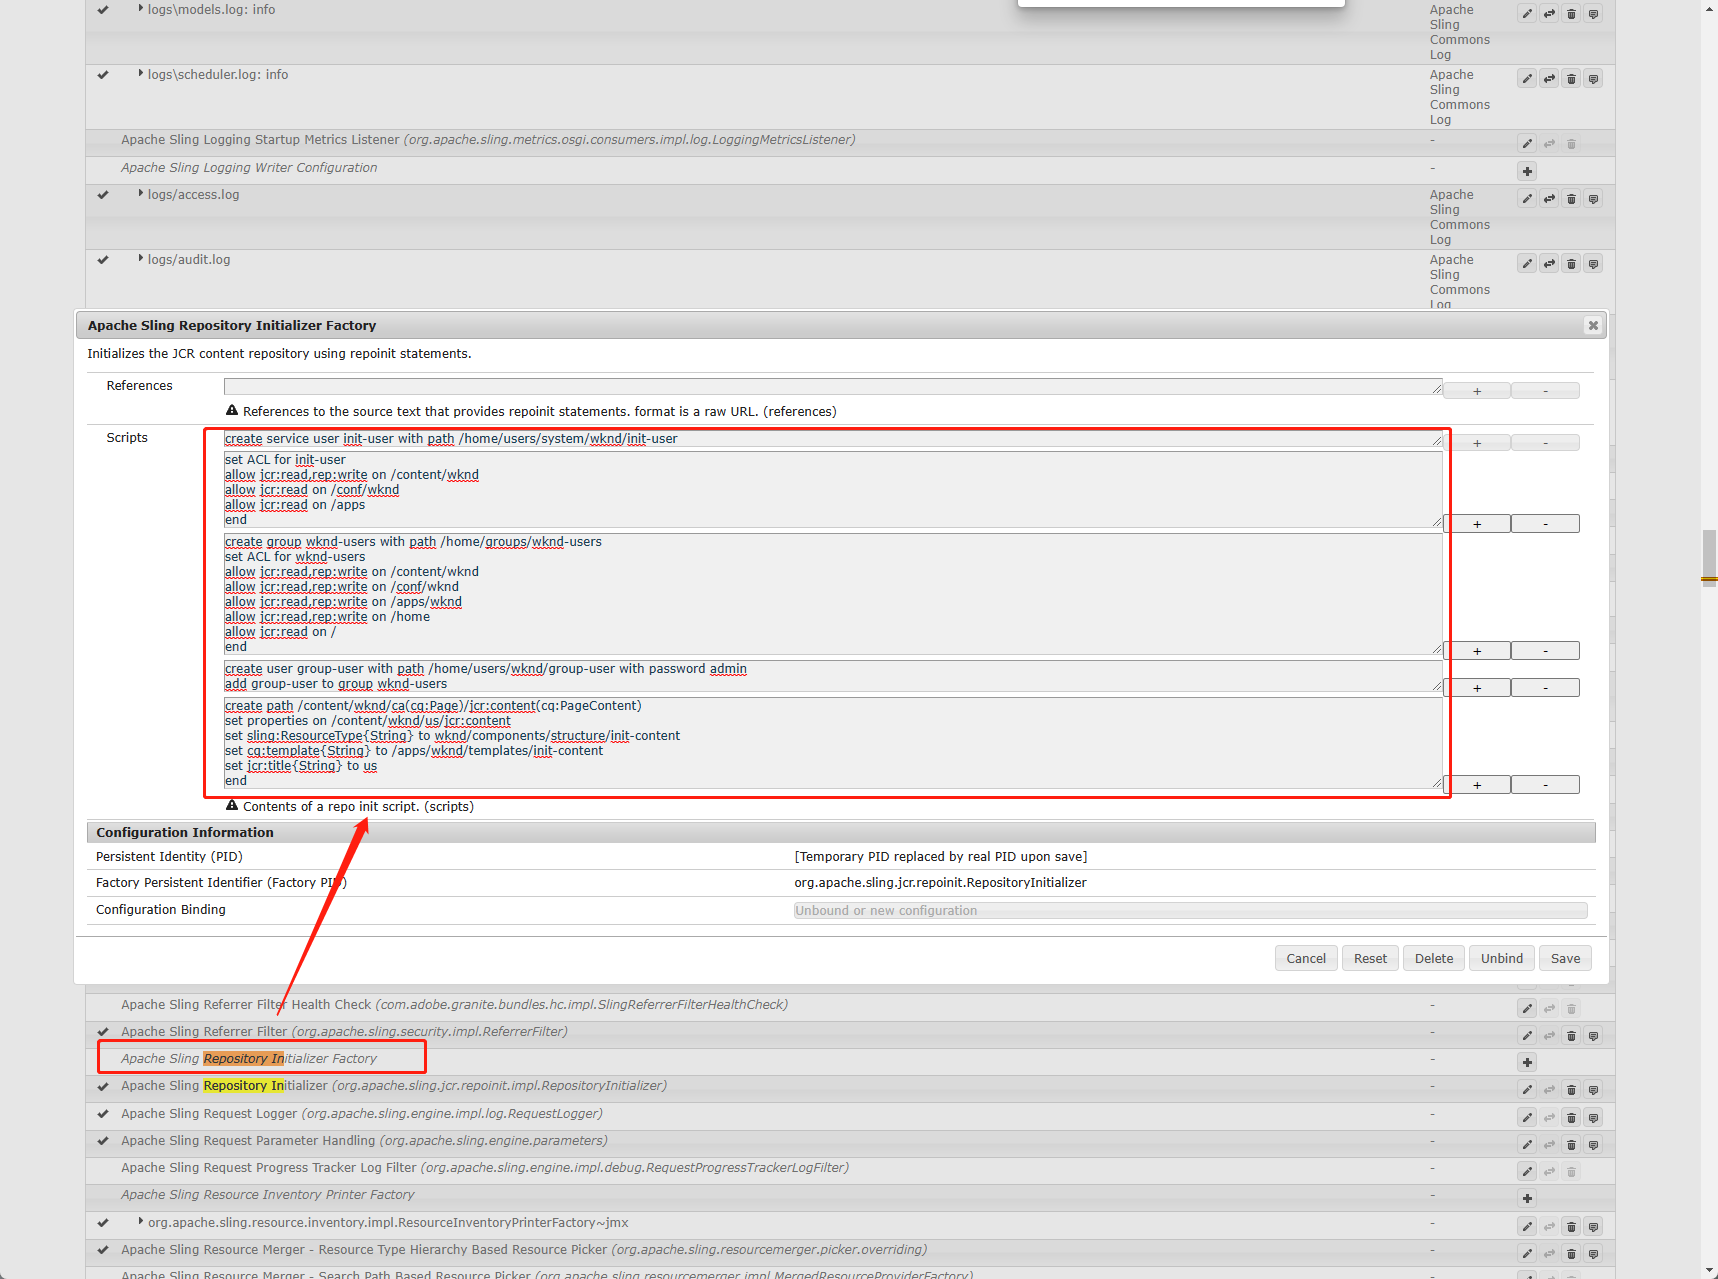 logs\models.log: info
Apache
Sling
Commons
Log
logs\scheduler.log: info
Apache
Sling
Commons
Log
Apache Sling Logging Startup Metrics Listener (org.apache.sling.metrics.osgi.consumers.impl.log.LoggingMetricsListener)
-
Apache Sling Logging Writer Configuration
-
logs/access.log
Apache
Sling
Commons
Log
logs/audit.log
Apache
Sling
Commons
Log
Apache Sling Repository Initializer Factory
Initializes the JCR content repository using repoinit statements.
References
+ -
References to the source text that provides repoinit statements. format is a raw URL. (references)
Scripts
create service user init-user with path /home/users/system/wknd/init-user
+ -
set ACL for init-user
allow jcr:read,rep:write on /content/wknd
allow jcr:read on /conf/wknd
allow jcr:read on /apps
end
+ -
create group wknd-users with path /home/groups/wknd-users
set ACL for wknd-users
allow jcr:read,rep:write on /content/wknd
allow jcr:read,rep:write on /conf/wknd
allow jcr:read,rep:write on /apps/wknd
allow jcr:read,rep:write on /home
allow jcr:read on /
end
+ -
create user group-user with path /home/users/wknd/group-user with password admin
add group-user to group wknd-users
+ -
create path /content/wknd/ca(cq:Page)/jcr:content(cq:PageContent)
set properties on /content/wknd/us/jcr:content
set sling:ResourceType{String} to wknd/components/structure/init-content
set cq:template{String} to /apps/wknd/templates/init-content
set jcr:title{String} to us
end
+ -
Contents of a repo init script. (scripts)
Configuration Information
Persistent Identity (PID)
[Temporary PID replaced by real PID upon save]
Factory Persistent Identifier (Factory PID)
org.apache.sling.jcr.repoinit.RepositoryInitializer
Configuration Binding
Unbound or new configuration
Cancel Reset Delete Unbind Save
Apache Sling Referrer Filter Health Check (com.adobe.granite.bundles.hc.impl.SlingReferrerFilterHealthCheck)
-
Apache Sling Referrer Filter (org.apache.sling.security.impl.ReferrerFilter)
-
Apache Sling Repository Initializer Factory
-
Apache Sling Repository Initializer (org.apache.sling.jcr.repoinit.impl.RepositoryInitializer)
-
Apache Sling Request Logger (org.apache.sling.engine.impl.log.RequestLogger)
-
Apache Sling Request Parameter Handling (org.apache.sling.engine.parameters)
-
Apache Sling Request Progress Tracker Log Filter (org.apache.sling.engine.impl.debug.RequestProgressTrackerLogFilter)
-
Apache Sling Resource Inventory Printer Factory
-
org.apache.sling.resource.inventory.impl.ResourceInventoryPrinterFactory~jmx
-
Apache Sling Resource Merger - Resource Type Hierarchy Based Resource Picker (org.apache.sling.resourcemerger.picker.overriding)
-
Apache Sling Resource Merger - Search Path Based Resource Picker (org.apache.sling.resourcemerger.impl.MergedResourceProviderFactory)